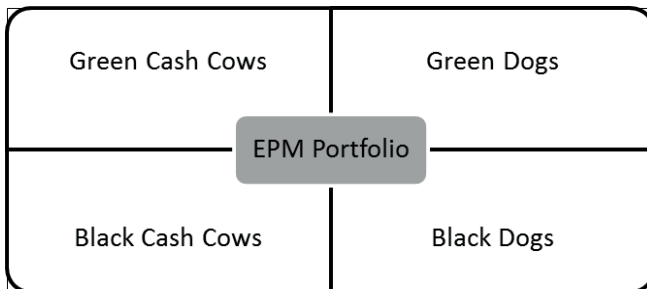 Green Cash Cows
Green Dogs
EPM Portfolio
Black Cash Cows
Black Dogs